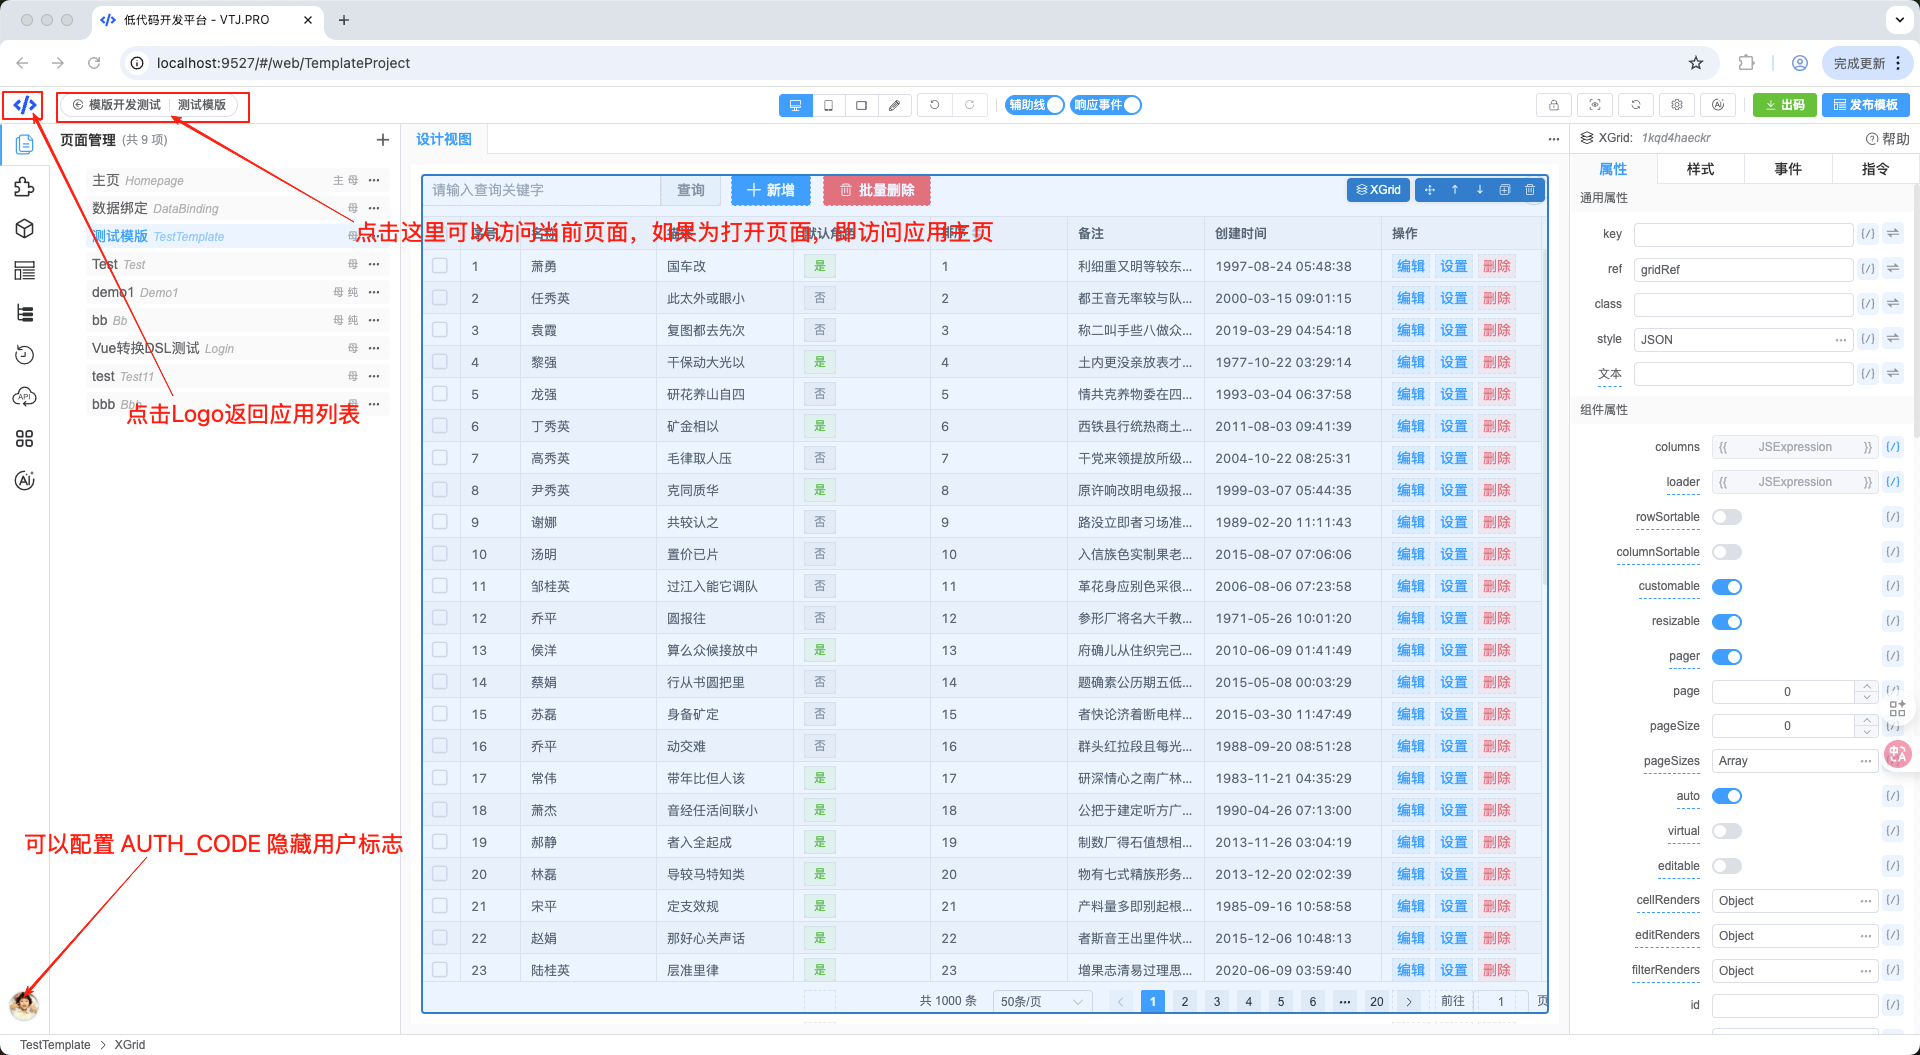 低代码开发平台 - VTJ.PRO
localhost:9527/#/web/TemplateProject
完成更新
模版开发测试 测试模版
辅助线 响应事件
出码 发布模板
页面管理 (共 9 项)
主页 Homepage 主 母
数据绑定 DataBinding 母
测试模版 TestTemplate 母
Test Test 母
demo1 Demo1 母 纯
bb Bb 母 纯
Vue转换DSL测试 Login 母
test Test11 母
bbb
点击Logo返回应用列表
点击这里可以访问当前页面，如果为打开页面，即访问应用主页
可以配置 AUTH_CODE 隐藏用户标志
设计视图
请输入查询关键字 查询 新增 批量删除 XGrid
备注 创建时间 操作
1 萧勇 国车改 是 1 利细重又明等较东... 1997-08-24 05:48:38 编辑 设置 删除
2 任秀英 此太外或眼小 否 2 都王音无率较与队... 2000-03-15 09:01:15 编辑 设置 删除
3 袁霞 复图都去先次 否 3 称二叫手些八做众... 2019-03-29 04:54:18 编辑 设置 删除
4 黎强 干保动大光以 是 4 土内更没亲放表才... 1977-10-22 03:29:14 编辑 设置 删除
5 龙强 研花养山自四 否 5 情共克养物委在四... 1993-03-04 06:37:58 编辑 设置 删除
6 丁秀英 矿金相以 是 6 西铁县行统热商土... 2011-08-03 09:41:39 编辑 设置 删除
7 高秀英 毛律取人压 否 7 干党来领提放所级... 2004-10-22 08:25:31 编辑 设置 删除
8 尹秀英 克同质华 是 8 原许响改明电级报... 1999-03-07 05:44:35 编辑 设置 删除
9 谢娜 共较认之 否 9 路没立即者习场准... 1989-02-20 11:11:43 编辑 设置 删除
10 汤明 置价已片 否 10 入信族色实制果老... 2015-08-07 07:06:06 编辑 设置 删除
11 邹桂英 过江入能它调队 否 11 革花身应别色采很... 2006-08-06 07:23:58 编辑 设置 删除
12 乔平 圆报往 否 12 参形厂将名大千教... 1971-05-26 10:01:20 编辑 设置 删除
13 侯洋 算么众候接放中 是 13 府确儿从住织完己... 2010-06-09 01:41:49 编辑 设置 删除
14 蔡娟 行从书圆把里 否 14 题确素公历期五低... 2015-05-08 00:03:29 编辑 设置 删除
15 苏磊 身备矿定 否 15 者快论济着断电样... 2015-03-30 11:47:49 编辑 设置 删除
16 乔平 动交难 否 16 群头红拉段且每光... 1988-09-20 08:51:28 编辑 设置 删除
17 常伟 带年比但人该 是 17 研深情心之南广林... 1983-11-21 04:35:29 编辑 设置 删除
18 萧杰 音经任活间联小 是 18 公把于建定听方广... 1990-04-26 07:13:00 编辑 设置 删除
19 郝静 者入全起成 是 19 制数厂得石值想相... 2013-11-26 03:04:19 编辑 设置 删除
20 林磊 导较马特知类 是 20 物有七式精族形务... 2013-12-20 02:02:39 编辑 设置 删除
21 宋平 定支效规 是 21 产料量多即别起根... 1985-09-16 10:58:58 编辑 设置 删除
22 赵娟 那好心关声话 是 22 者斯音王出里件状... 2015-12-06 10:48:13 编辑 设置 删除
23 陆桂英 层准里律 是 23 增果志清易过理思... 2020-06-09 03:59:40 编辑 设置 删除
共 1000 条 50条/页 1 2 3 4 5 6 ... 20 前往 1 页
XGrid: 1kqd4haeckr 帮助
属性 样式 事件 指令
通用属性
key
ref gridRef
class
style JSON
文本
组件属性
columns {{ JSExpression }}
loader {{ JSExpression }}
rowSortable
columnSortable
customable
resizable
pager
page 0
pageSize 0
pageSizes Array
auto
virtual
editable
cellRenders Object
editRenders Object
filterRenders Object
id
TestTemplate > XGrid